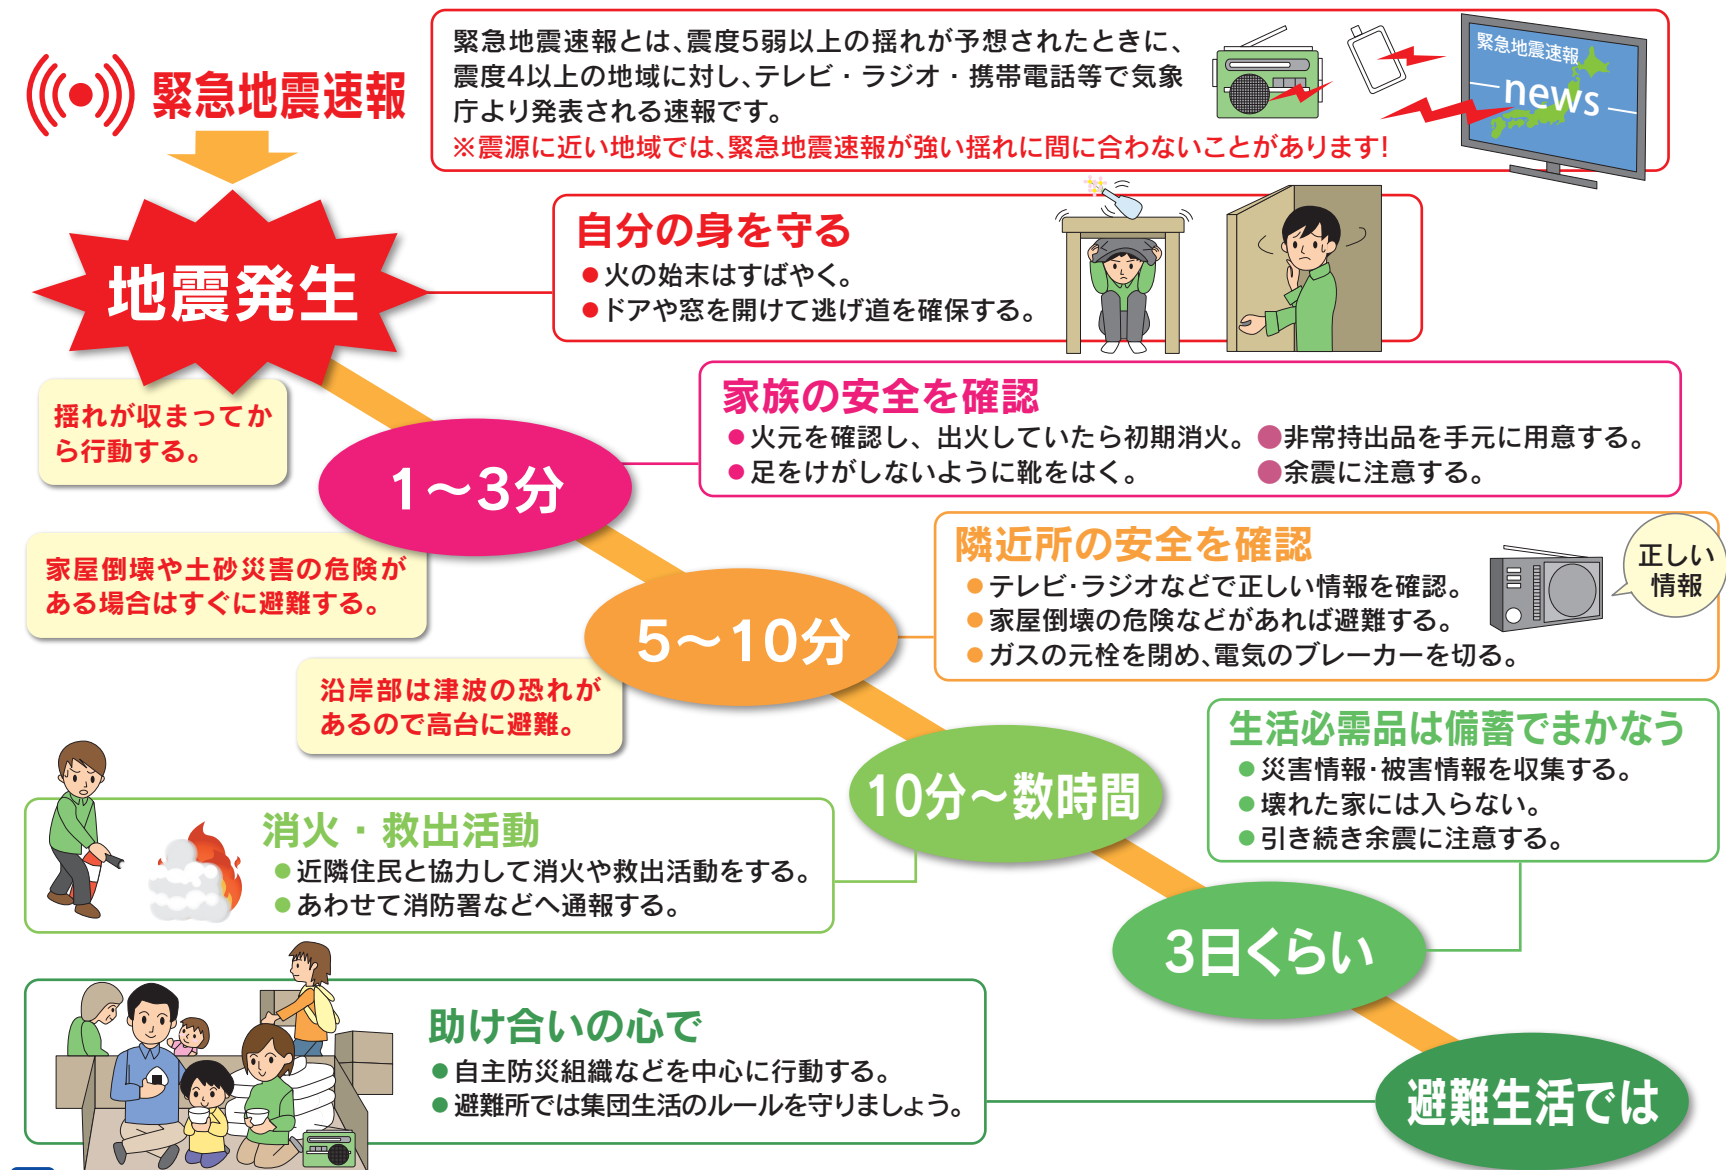 緊急地震速報
緊急地震速報とは、震度5弱以上の揺れが予想されたときに、
震度4以上の地域に対し、テレビ・ラジオ・携帯電話等で気象
庁より発表される速報です。
※震源に近い地域では、緊急地震速報が強い揺れに間に合わないことがあります!
緊急地震速報
news
地震発生
自分の身を守る
●火の始末はすばやく。
●ドアや窓を開けて逃げ道を確保する。
揺れが収まってか
ら行動する。
1〜3分
家族の安全を確認
●火元を確認し、出火していたら初期消火。 ●非常持出品を手元に用意する。
●足をけがしないように靴をはく。 ●余震に注意する。
家屋倒壊や土砂災害の危険が
ある場合はすぐに避難する。
5〜10分
隣近所の安全を確認
●テレビ・ラジオなどで正しい情報を確認。
●家屋倒壊の危険などがあれば避難する。
●ガスの元栓を閉め、電気のブレーカーを切る。
正しい
情報
沿岸部は津波の恐れが
あるので高台に避難。
10分〜数時間
消火・救出活動
●近隣住民と協力して消火や救出活動をする。
●あわせて消防署などへ通報する。
生活必需品は備蓄でまかなう
●災害情報・被害情報を収集する。
●壊れた家には入らない。
●引き続き余震に注意する。
3日くらい
助け合いの心で
●自主防災組織などを中心に行動する。
●避難所では集団生活のルールを守りましょう。
避難生活では